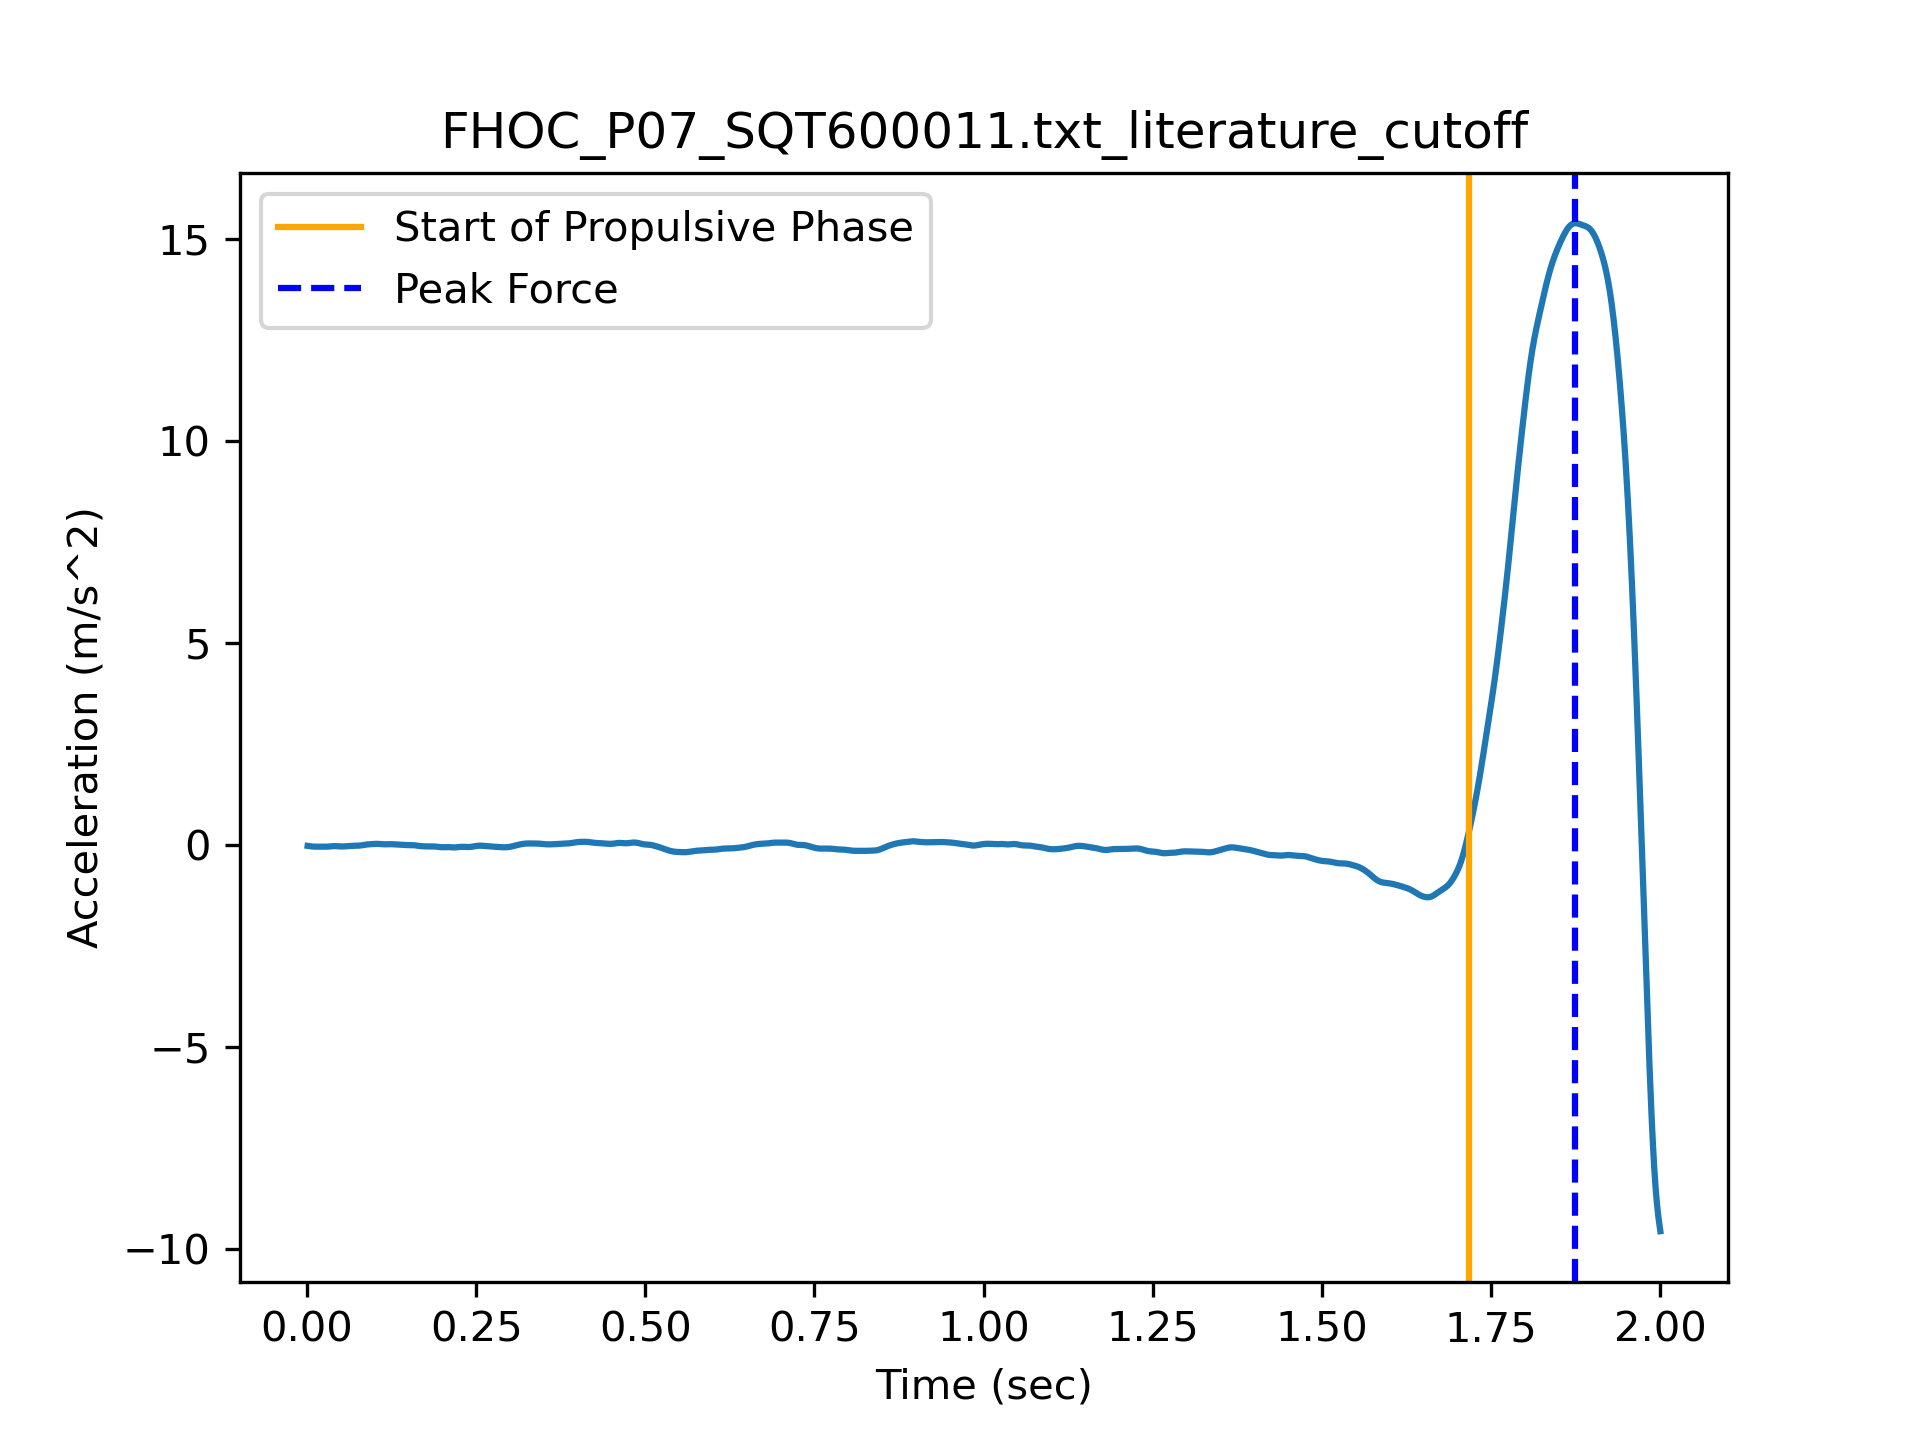 FHOC_P07_SQT600011.txt_literature_cutoff
Start of Propulsive Phase
Peak Force
15
10
5
0
−5
−10
Acceleration (m/s^2)
0.00 0.25 0.50 0.75 1.00 1.25 1.50 1.75 2.00
Time (sec)